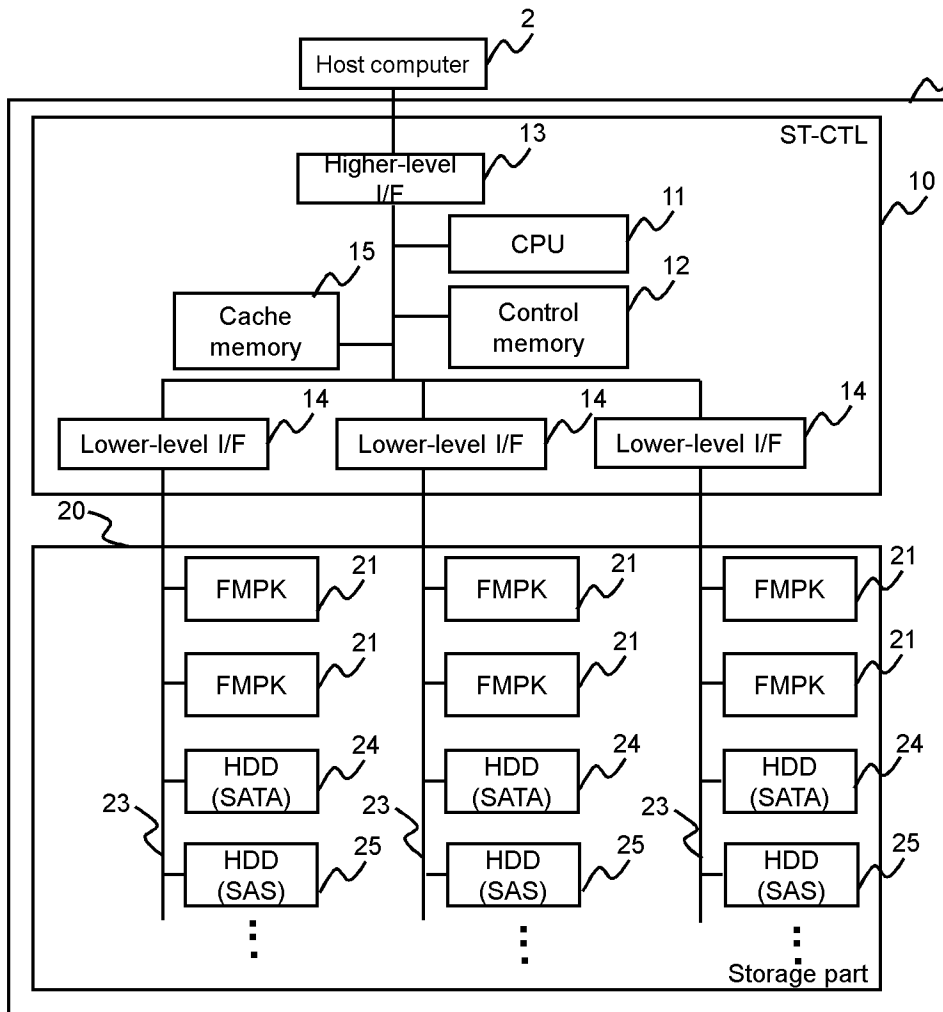 2
Host computer
ST-CTL
13
Higher-level
I/F
10
11
CPU
15
12
Cache
memory
Control
memory
14
14
14
Lower-level I/F
Lower-level I/F
Lower-level I/F
20
21
21
21
FMPK
FMPK
FMPK
21
21
21
FMPK
FMPK
FMPK
24
24
24
HDD
(SATA)
HDD
(SATA)
HDD
(SATA)
23
23
23
25
25
25
HDD
(SAS)
HDD
(SAS)
HDD
(SAS)
Storage part